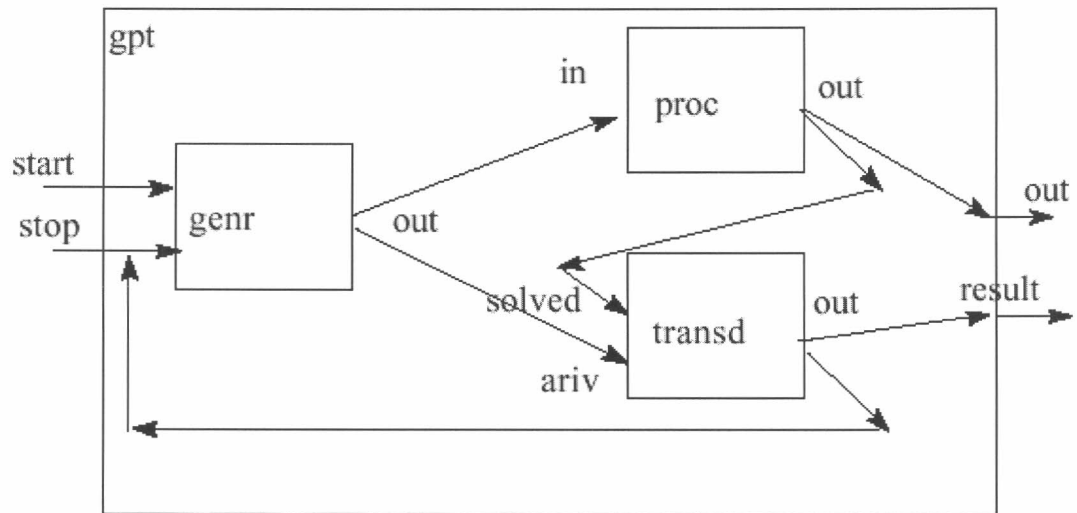 gpt
in
proc
out
start
stop
genr
out
out
solved
ariv
transd
out
result